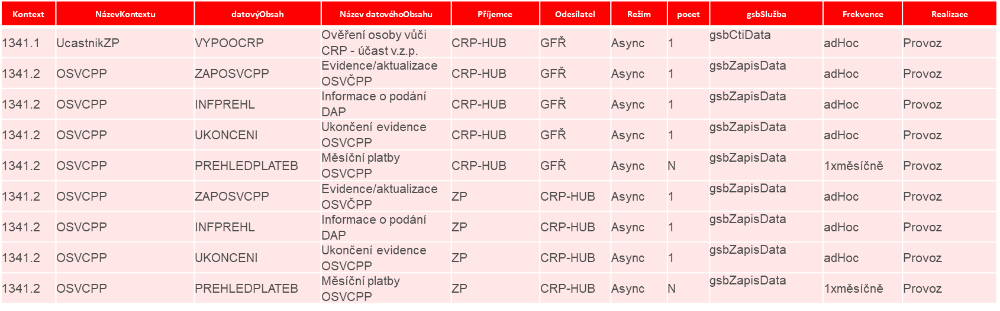 Kontext NázevKontextu datovýObsah Název datovéhoObsahu Příjemce Odesílatel Režim pocet gsbSlužba Frekvence Realizace
1341.1 UcastnikZP VYPOOCRP Ověření osoby vůči CRP - účast v.z.p. CRP-HUB GFŘ Async 1 gsbCtiData adHoc Provoz
1341.2 OSVCPP ZAPOSVCPP Evidence/aktualizace OSVČPP CRP-HUB GFŘ Async 1 gsbZapisData adHoc Provoz
1341.2 OSVCPP INFPREHL Informace o podání DAP CRP-HUB GFŘ Async 1 gsbZapisData adHoc Provoz
1341.2 OSVCPP UKONCENI Ukončení evidence OSVCPP CRP-HUB GFŘ Async 1 gsbZapisData adHoc Provoz
1341.2 OSVCPP PREHLEDPLATEB Měsíční platby OSVCPP CRP-HUB GFŘ Async N gsbZapisData 1xměsíčně Provoz
1341.2 OSVCPP ZAPOSVCPP Evidence/aktualizace OSVČPP ZP CRP-HUB Async 1 gsbZapisData adHoc Provoz
1341.2 OSVCPP INFPREHL Informace o podání DAP ZP CRP-HUB Async 1 gsbZapisData adHoc Provoz
1341.2 OSVCPP UKONCENI Ukončení evidence OSVCPP ZP CRP-HUB Async 1 gsbZapisData adHoc Provoz
1341.2 OSVCPP PREHLEDPLATEB Měsíční platby OSVCPP ZP CRP-HUB Async N gsbZapisData 1xměsíčně Provoz